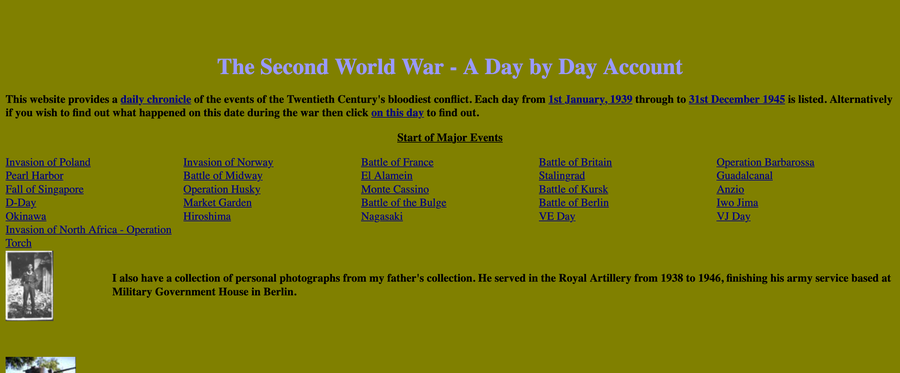 The Second World War - A Day by Day Account
This website provides a daily chronicle of the events of the Twentieth Century's bloodiest conflict. Each day from 1st January, 1939 through to 31st December 1945 is listed. Alternatively
if you wish to find out what happened on this date during the war then click on this day to find out.
Start of Major Events
Invasion of Poland Invasion of Norway Battle of France Battle of Britain Operation Barbarossa
Pearl Harbor Battle of Midway El Alamein Stalingrad Guadalcanal
Fall of Singapore Operation Husky Monte Cassino Battle of Kursk Anzio
D-Day Market Garden Battle of the Bulge Battle of Berlin Iwo Jima
Okinawa Hiroshima Nagasaki VE Day VJ Day
Invasion of North Africa - Operation
Torch
I also have a collection of personal photographs from my father's collection. He served in the Royal Artillery from 1938 to 1946, finishing his army service based at
Military Government House in Berlin.